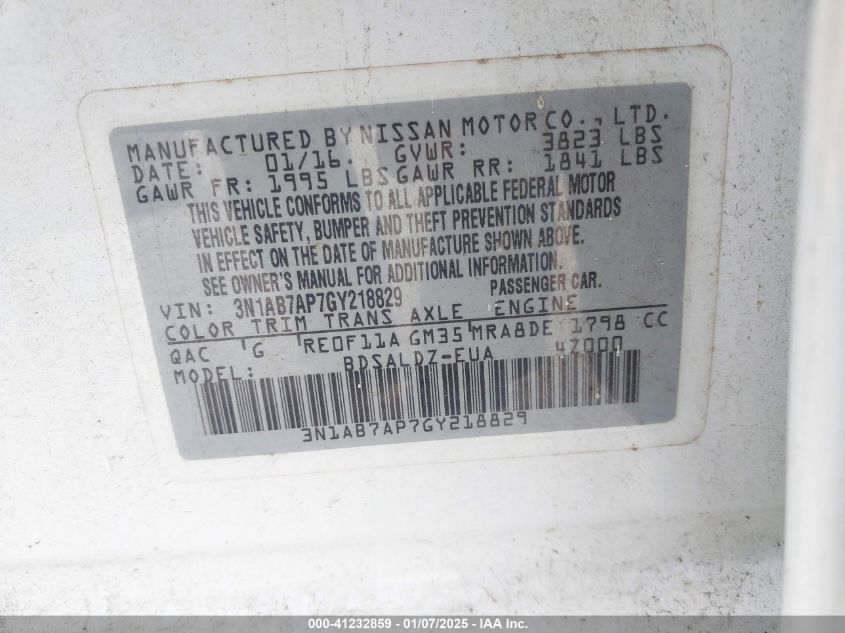 MANUFACTURED BY NISSAN MOTOR CO., LTD.
DATE: 01/16. GVWR: 3823 LBS
GAWR FR: 1995 LBS GAWR RR: 1841 LBS
THIS VEHICLE CONFORMS TO ALL APPLICABLE FEDERAL MOTOR
VEHICLE SAFETY, BUMPER AND THEFT PREVENTION STANDARDS
IN EFFECT ON THE DATE OF MANUFACTURE SHOWN ABOVE.
SEE OWNER'S MANUAL FOR ADDITIONAL INFORMATION.
VIN: 3N1AB7AP7GY218829 PASSENGER CAR.
COLOR TRIM TRANS AXLE ENGINE
QAC G RE0F11A GM35 MRA8DE 1798 CC
MODEL: BDSALDZ-EUA 4Z000
3N1AB7AP7GY218829
000-41232859 - 01/07/2025 - IAA Inc.